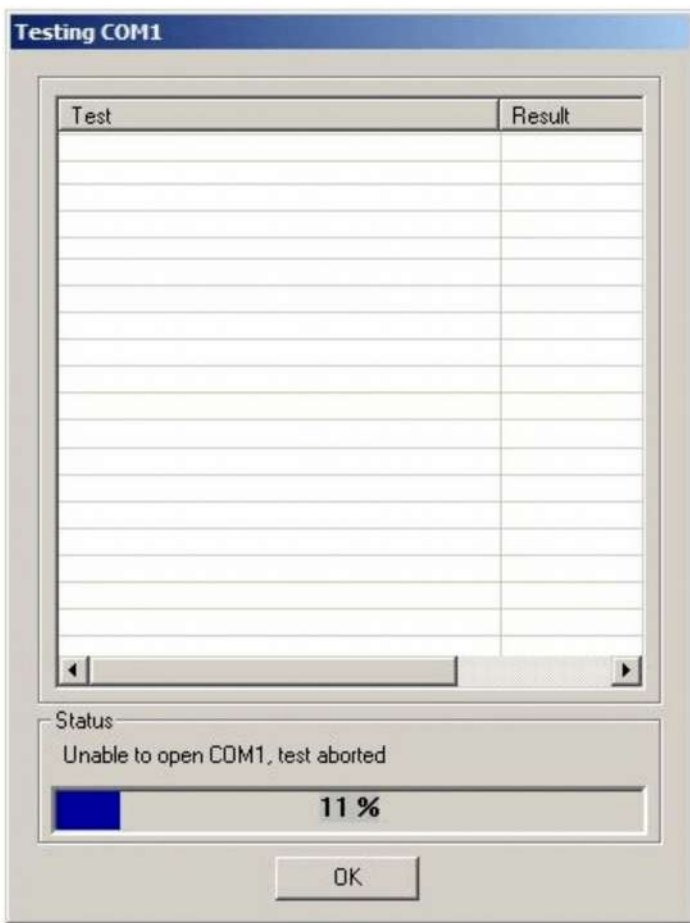 Testing COM1
Test Result
Status
Unable to open COM1, test aborted
11 %
OK